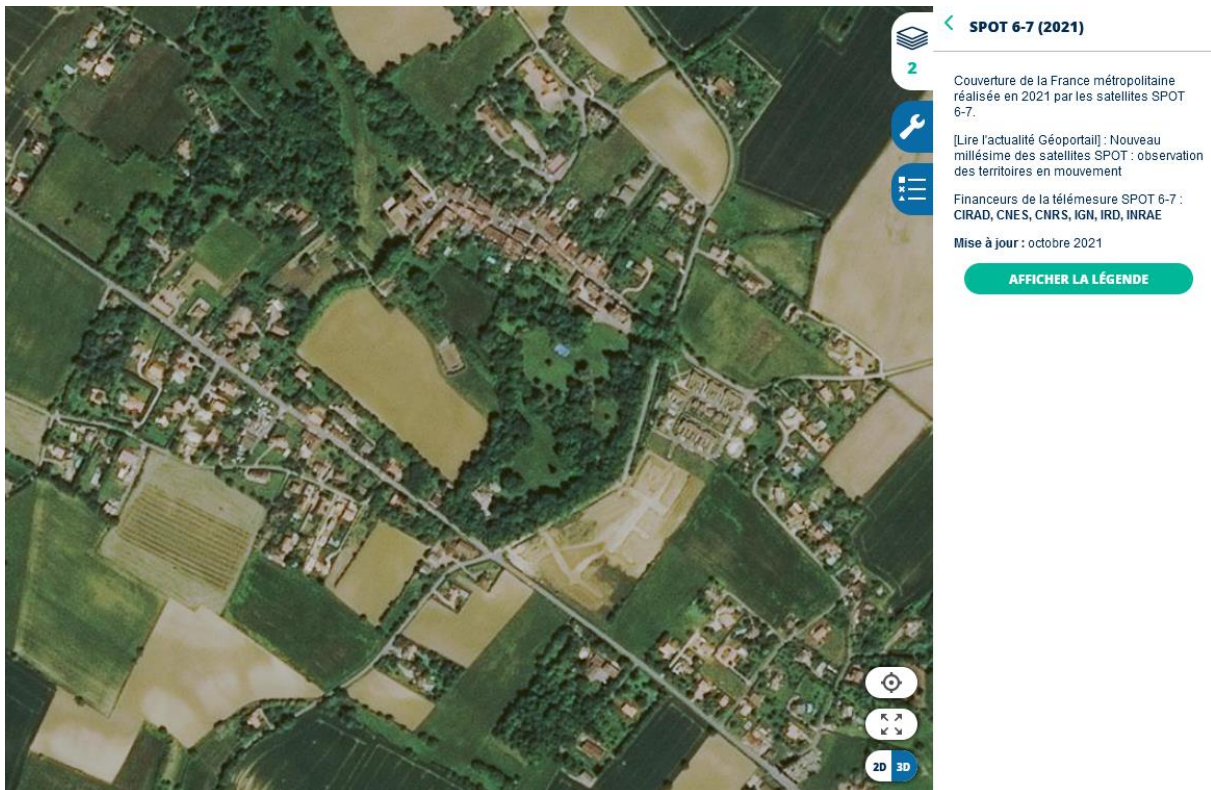 2
SPOT 6-7 (2021)
Couverture de la France métropolitaine
réalisée en 2021 par les satellites SPOT
6-7.
[Lire l'actualité Géoportail] : Nouveau
millésime des satellites SPOT : observation
des territoires en mouvement
Financeurs de la télémesure SPOT 6-7 :
CIRAD, CNES, CNRS, IGN, IRD, INRAE
Mise à jour : octobre 2021
AFFICHER LA LÉGENDE
2D 3D